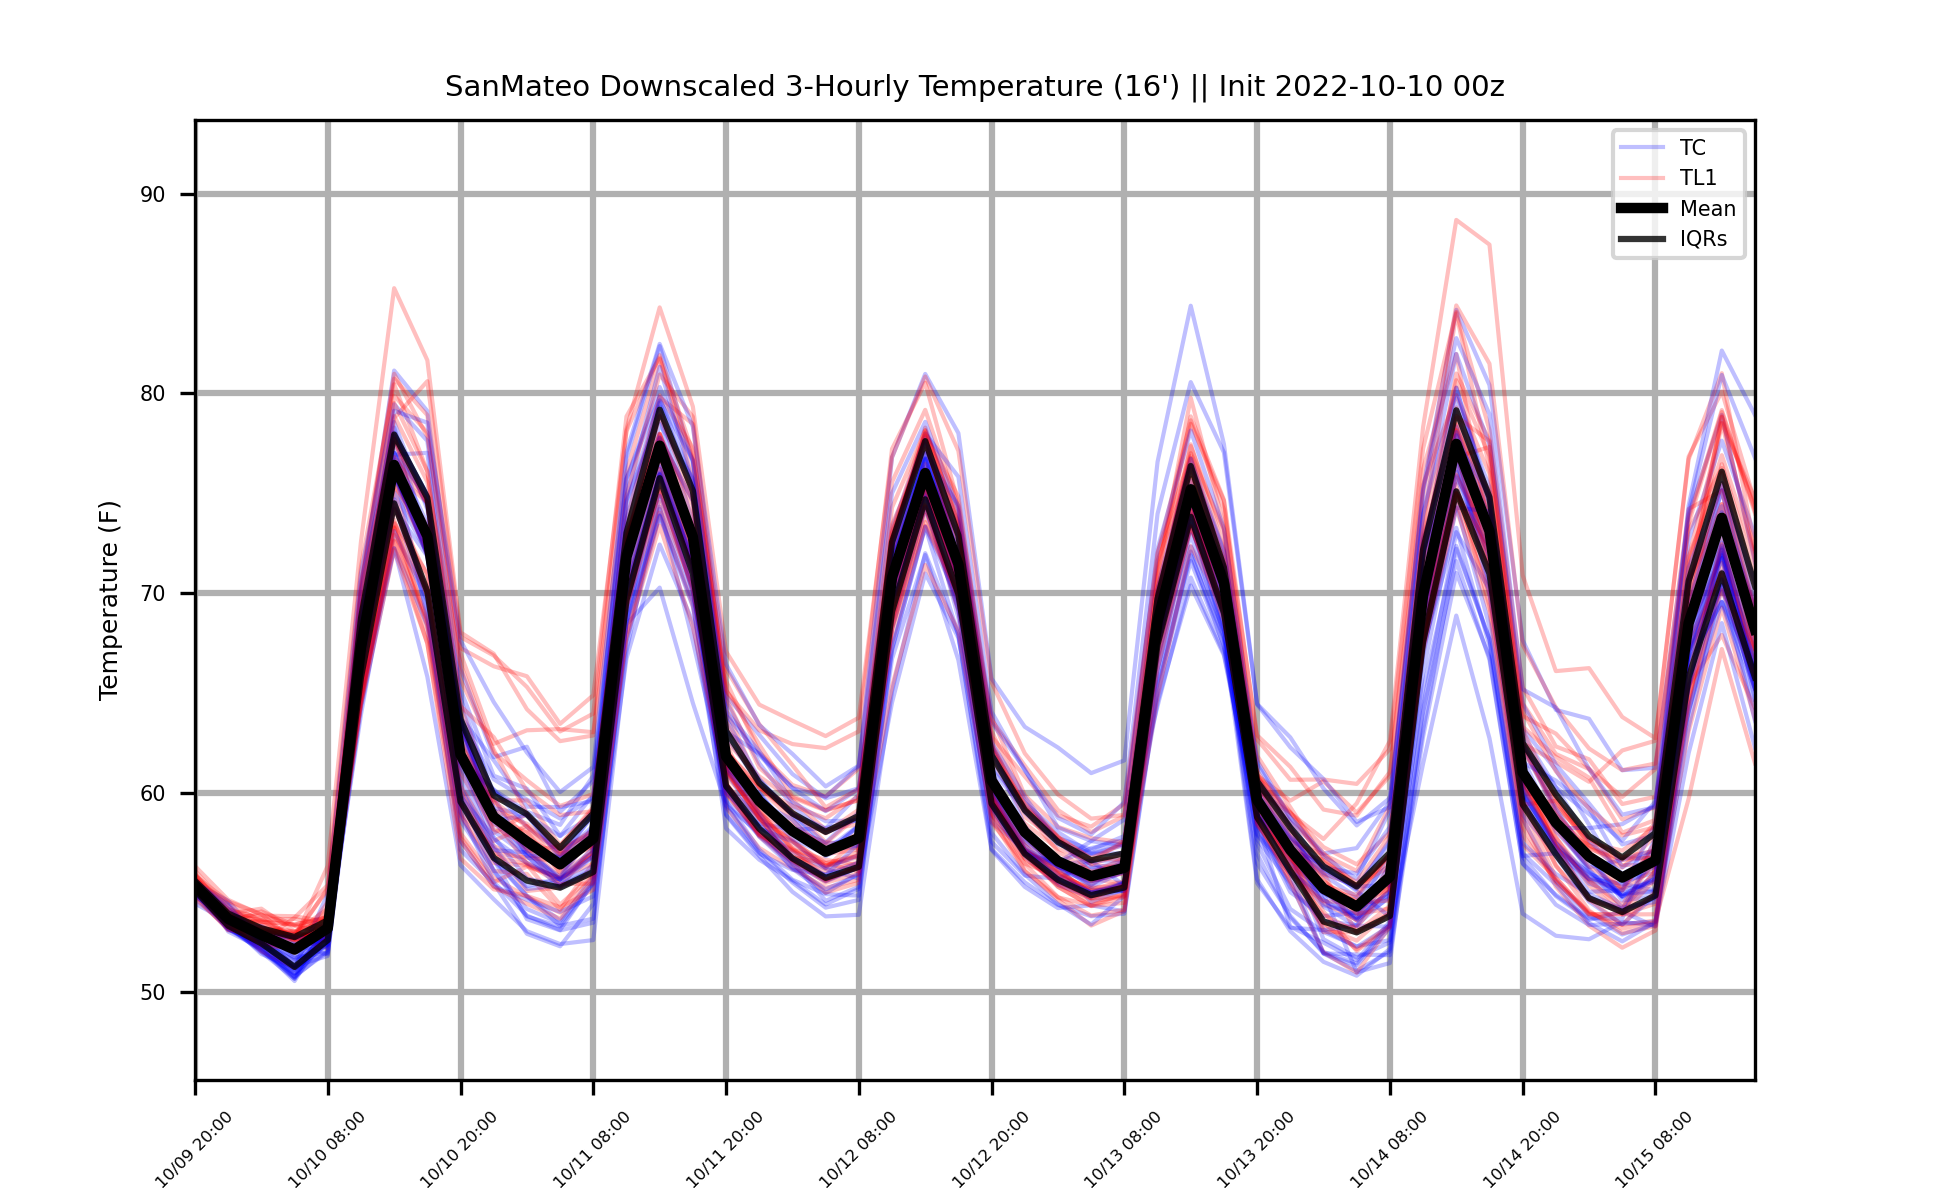 SanMateo Downscaled 3-Hourly Temperature (16') || Init 2022-10-10 00z
TC
TL1
Mean
IQRs
Temperature (F)
90
80
70
60
50
10/09 20:00
10/10 08:00
10/10 20:00
10/11 08:00
10/11 20:00
10/12 08:00
10/12 20:00
10/13 08:00
10/13 20:00
10/14 08:00
10/14 20:00
10/15 08:00